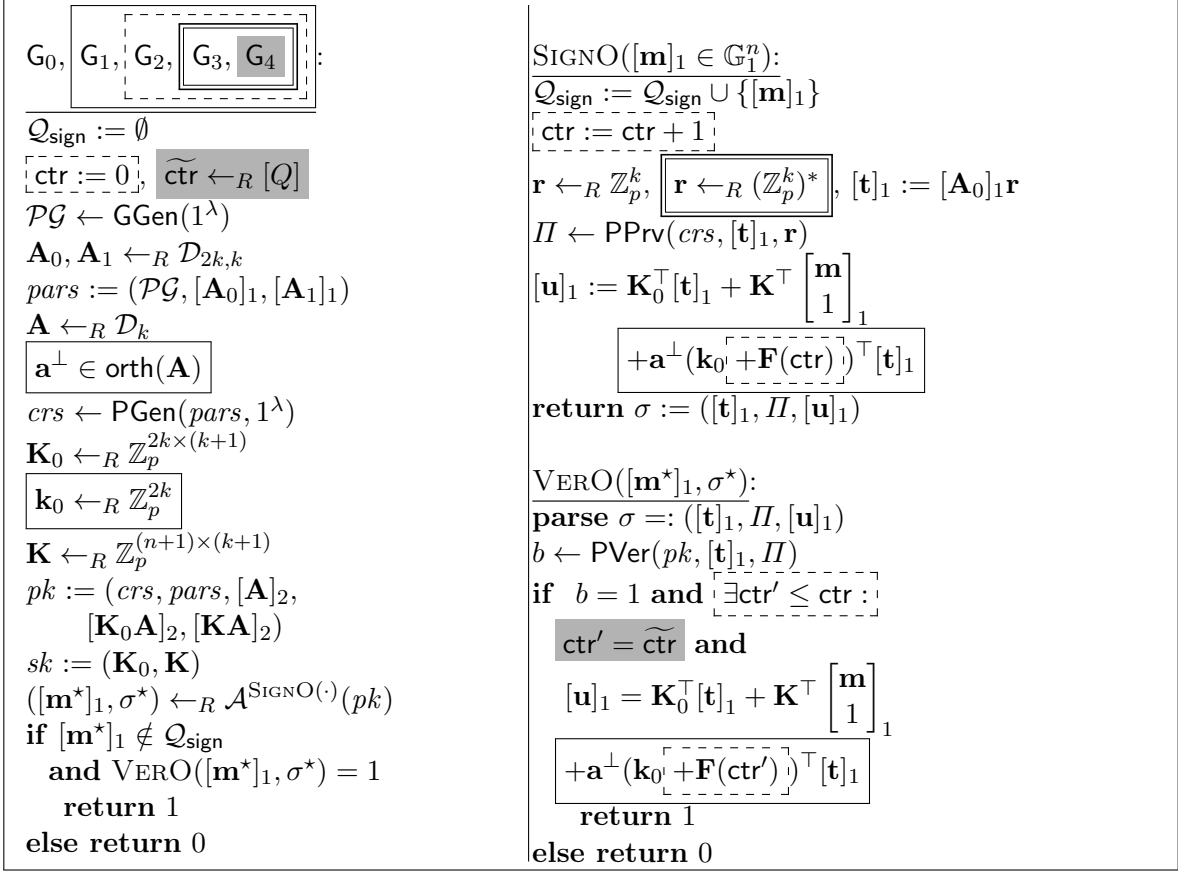 G₀, G₁, G₂, G₃, G₄ :
𝒬_sign := ∅
ctr := 0, c͠tr ←_R [Q]
𝒫𝒢 ← GGen(1^λ)
A₀, A₁ ←_R 𝒟_{2k,k}
pars := (𝒫𝒢, [A₀]₁, [A₁]₁)
A ←_R 𝒟_k
a^⊥ ∈ orth(A)
crs ← PGen(pars, 1^λ)
K₀ ←_R ℤ_p^{2k×(k+1)}
k₀ ←_R ℤ_p^{2k}
K ←_R ℤ_p^{(n+1)×(k+1)}
pk := (crs, pars, [A]₂,
[K₀A]₂, [KA]₂)
sk := (K₀, K)
([m^⋆]₁, σ^⋆) ←_R 𝒜^{SignO(·)}(pk)
if [m^⋆]₁ ∉ 𝒬_sign
and VerO([m^⋆]₁, σ^⋆) = 1
return 1
else return 0
SignO([m]₁ ∈ 𝔾₁^n):
𝒬_sign := 𝒬_sign ∪ {[m]₁}
ctr := ctr + 1
r ←_R ℤ_p^k, r ←_R (ℤ_p^k)*, [t]₁ := [A₀]₁r
Π ← PPrv(crs, [t]₁, r)
[u]₁ := K₀^⊤[t]₁ + K^⊤ [m 1]₁
+a^⊥(k₀ +F(ctr))^⊤[t]₁
return σ := ([t]₁, Π, [u]₁)
VerO([m^⋆]₁, σ^⋆):
parse σ =: ([t]₁, Π, [u]₁)
b ← PVer(pk, [t]₁, Π)
if b = 1 and ∃ctr′ ≤ ctr :
ctr′ = c͠tr and
[u]₁ = K₀^⊤[t]₁ + K^⊤ [m 1]₁
+a^⊥(k₀ +F(ctr′))^⊤[t]₁
return 1
else return 0